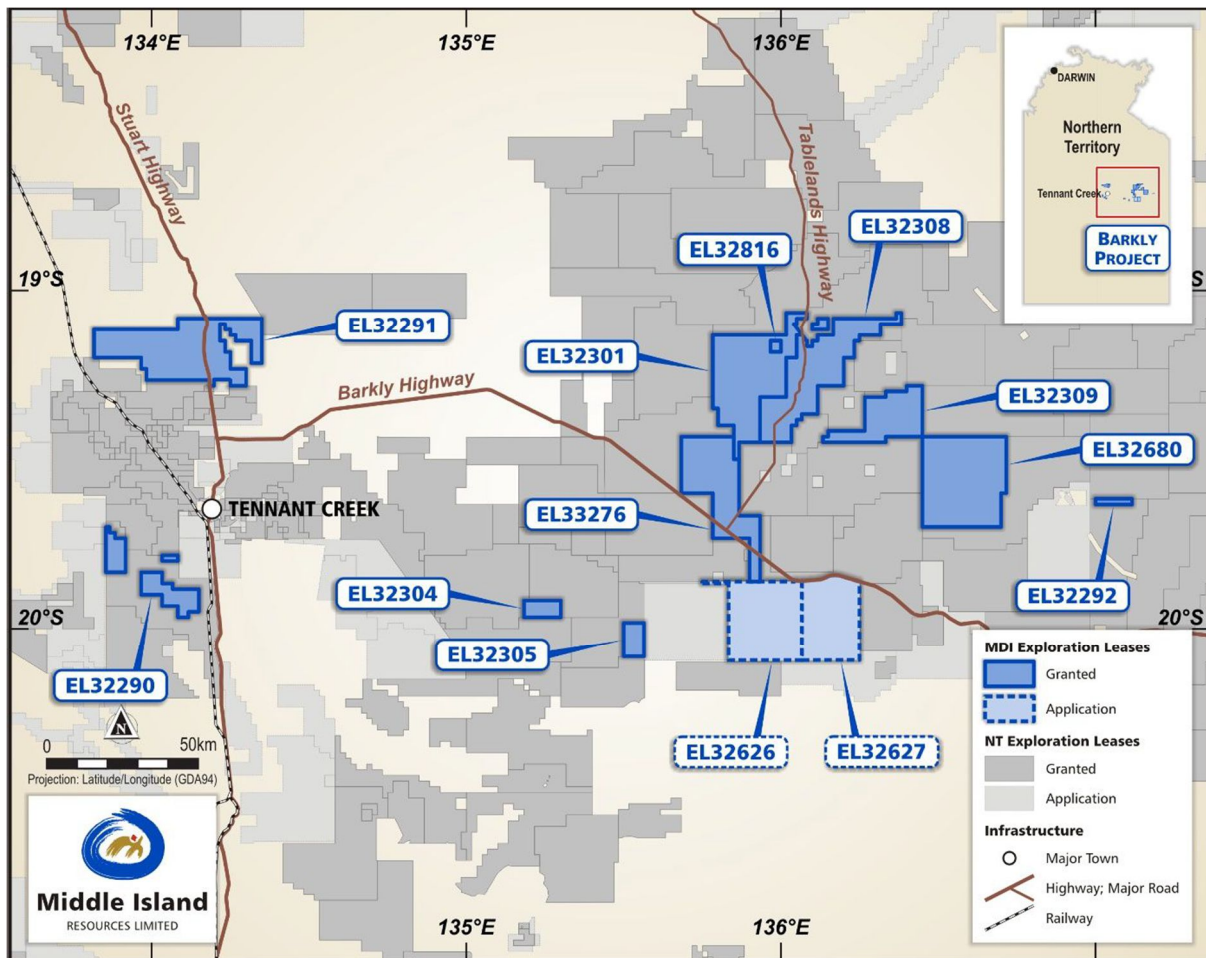 134°E
135°E
136°E
Stuart Highway
Tablelands Highway
DARWIN
Northern
Territory
Tennant Creek
BARKLY
PROJECT
EL32816
EL32308
19°S
S
EL32291
EL32301
Barkly Highway
EL32309
EL32680
TENNANT CREEK
EL33276
EL32304
EL32292
20°S
20°S
EL32305
EL32290
EL32626
EL32627
N
0
50km
Projection: Latitude/Longitude (GDA94)
Middle Island
RESOURCES LIMITED
135°E
136°E
MDI Exploration Leases
Granted
Application
NT Exploration Leases
Granted
Application
Infrastructure
Major Town
Highway; Major Road
Railway